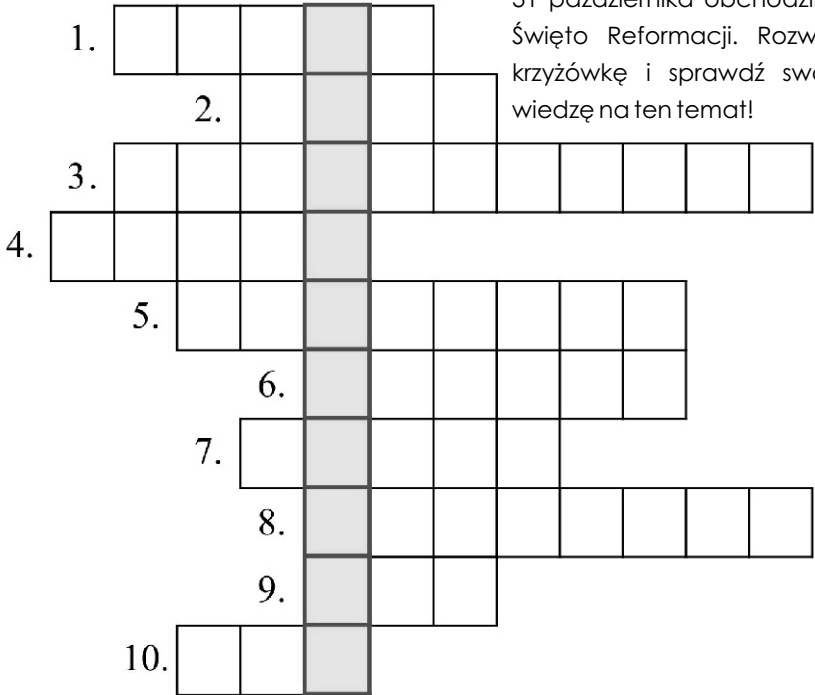 31 października obchodzi
Święto Reformacji. Rozw
krzyżówkę i sprawdź swo
wiedzę na ten temat!
1.
2.
3.
4.
5.
6.
7.
8.
9.
10.